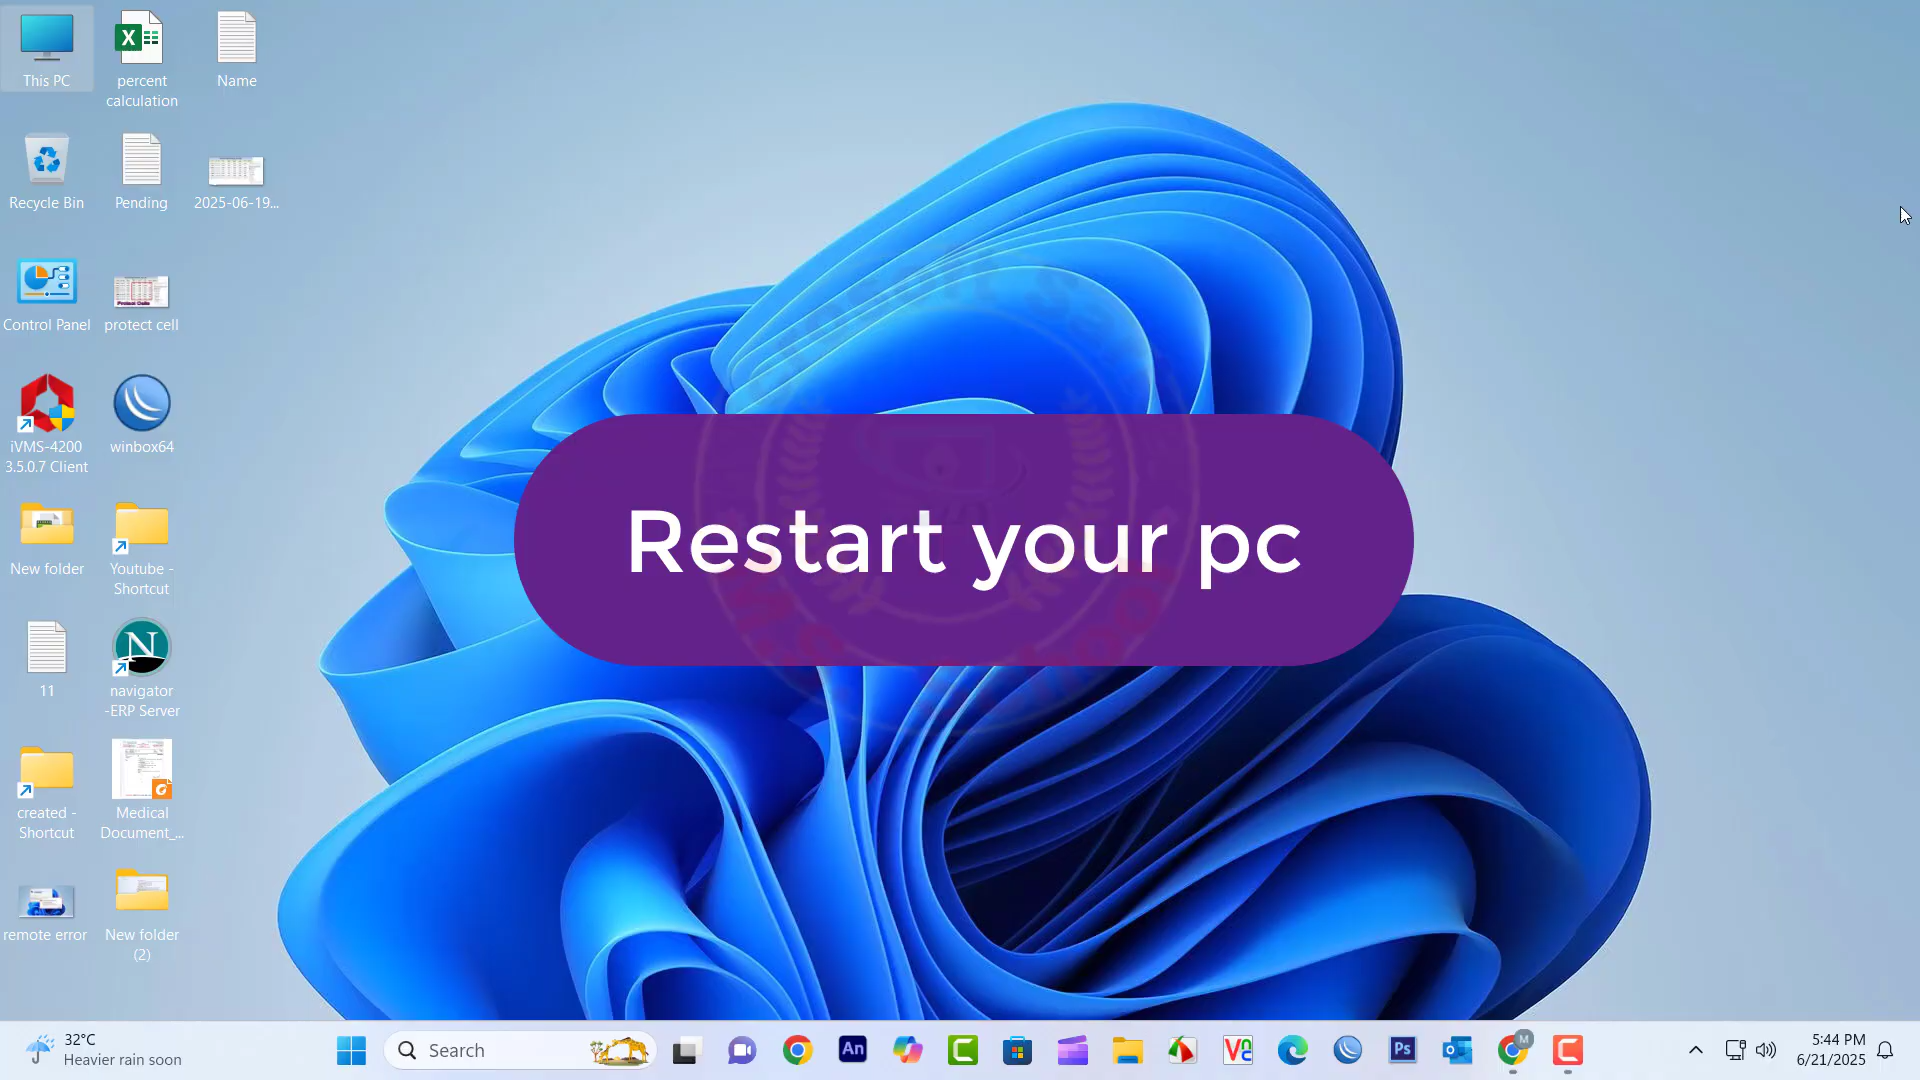 This PC
percent
calculation
Name
Recycle Bin
Pending
2025-06-19...
Control Panel
protect cell
iVMS-4200
3.5.0.7 Client
winbox64
New folder
Youtube -
Shortcut
11
navigator
-ERP Server
created -
Shortcut
Medical
Document_...
remote error
New folder
(2)
Restart your pc
32°C
Heavier rain soon
Search
An
Ps
M
5:44 PM
6/21/2025